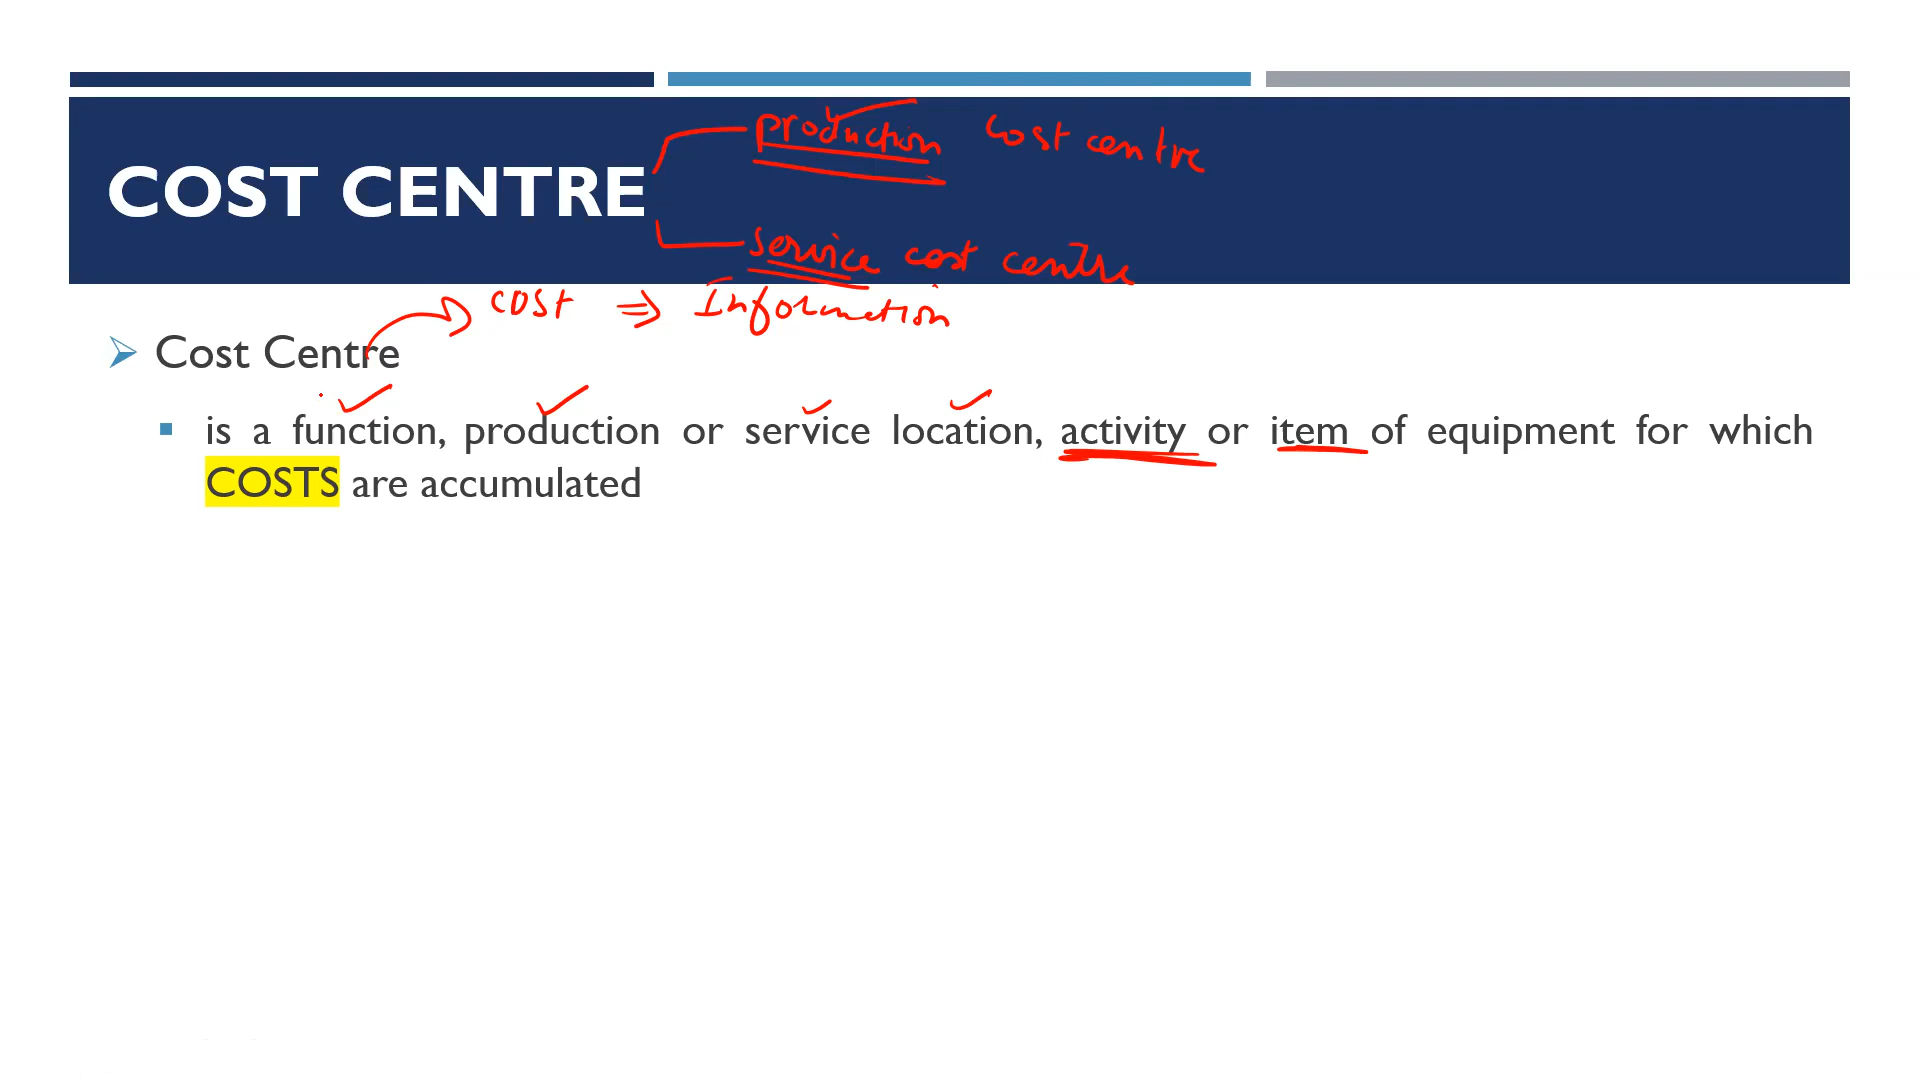 production cost centre
COST CENTRE
service cost centre
cost ⇒ Information
Cost Centre
is a function, production or service location, activity or item of equipment for which
COSTS are accumulated